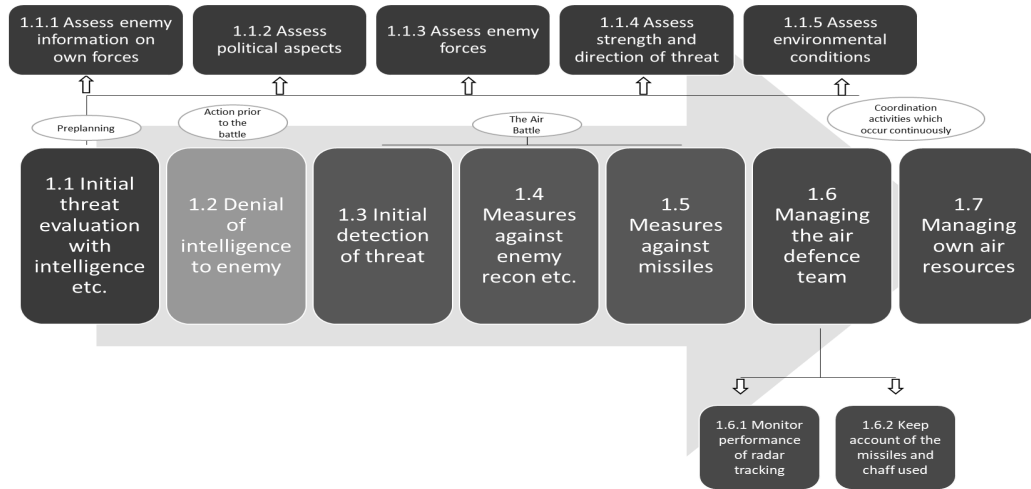 1.1.1 Assess enemy
information on
own forces
1.1.2 Assess
political aspects
1.1.3 Assess enemy
forces
1.1.4 Assess
strength and
direction of threat
1.1.5 Assess
environmental
conditions
Preplanning
Action prior
to the
battle
The Air
Battle
Coordination
activities which
occur continuously
1.1 Initial
threat
evaluation
with
intelligence
etc.
1.2 Denial
of
intelligence
to enemy
1.3 Initial
detection
of threat
1.4
Measures
against
enemy
recon etc.
1.5
Measures
against
missiles
1.6
Managing
the air
defence
team
1.7
Managing
own air
resources
1.6.1 Monitor
performance
of radar
tracking
1.6.2 Keep
account of the
missiles and
chaff used